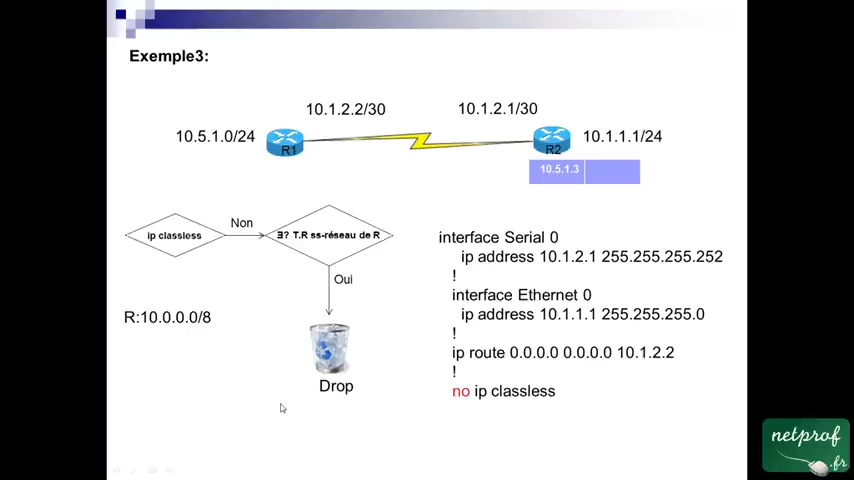 Exemple3:
10.1.2.2/30
10.1.2.1/30
10.5.1.0/24
R1
R2
10.1.1.1/24
10.5.1.3
ip classless
Non
∃? T.R ss-réseau de R
Oui
R:10.0.0.0/8
Drop
interface Serial 0
ip address 10.1.2.1 255.255.255.252
!
interface Ethernet 0
ip address 10.1.1.1 255.255.255.0
!
ip route 0.0.0.0 0.0.0.0 10.1.2.2
!
no ip classless
netprof
.fr